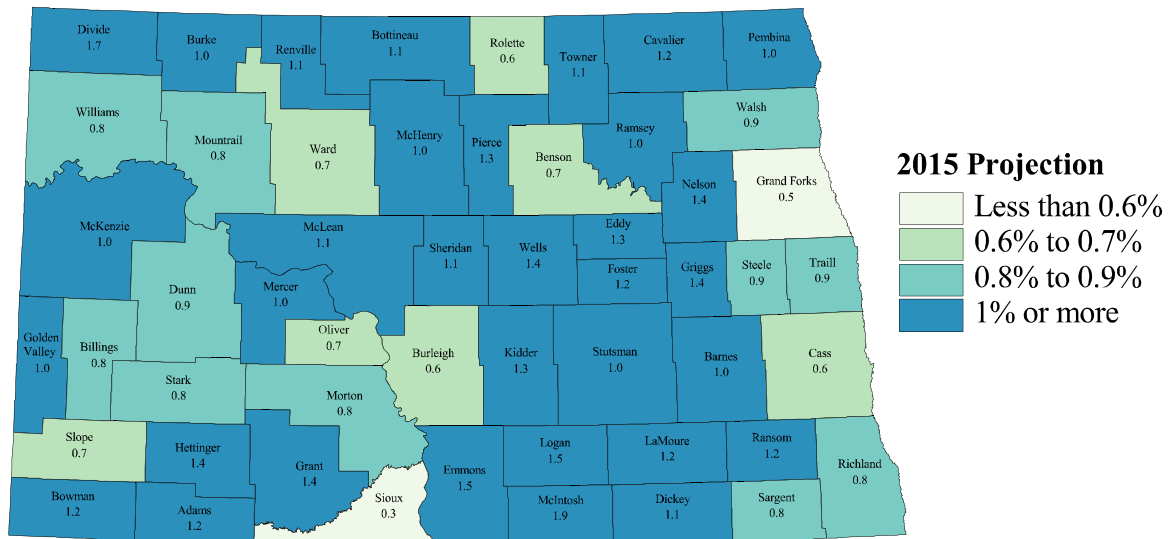 Divide
1.7
Burke
1.0
Renville
1.1
Bottineau
1.1
Rolette
0.6
Towner
1.1
Cavalier
1.2
Pembina
1.0
Williams
0.8
Mountrail
0.8
Ward
0.7
McHenry
1.0
Pierce
1.3
Benson
0.7
Ramsey
1.0
Walsh
0.9
Nelson
1.4
Grand Forks
0.5
McKenzie
1.0
Dunn
0.9
McLean
1.1
Mercer
1.0
Sheridan
1.1
Wells
1.4
Eddy
1.3
Foster
1.2
Griggs
1.4
Steele
0.9
Traill
0.9
Golden
Valley
1.0
Billings
0.8
Stark
0.8
Oliver
0.7
Morton
0.8
Burleigh
0.6
Kidder
1.3
Stutsman
1.0
Barnes
1.0
Cass
0.6
Slope
0.7
Hettinger
1.4
Grant
1.4
Sioux
0.3
Emmons
1.5
Logan
1.5
LaMoure
1.2
Ransom
1.2
Richland
0.8
Bowman
1.2
Adams
1.2
McIntosh
1.9
Dickey
1.1
Sargent
0.8
2015 Projection
Less than 0.6%
0.6% to 0.7%
0.8% to 0.9%
1% or more